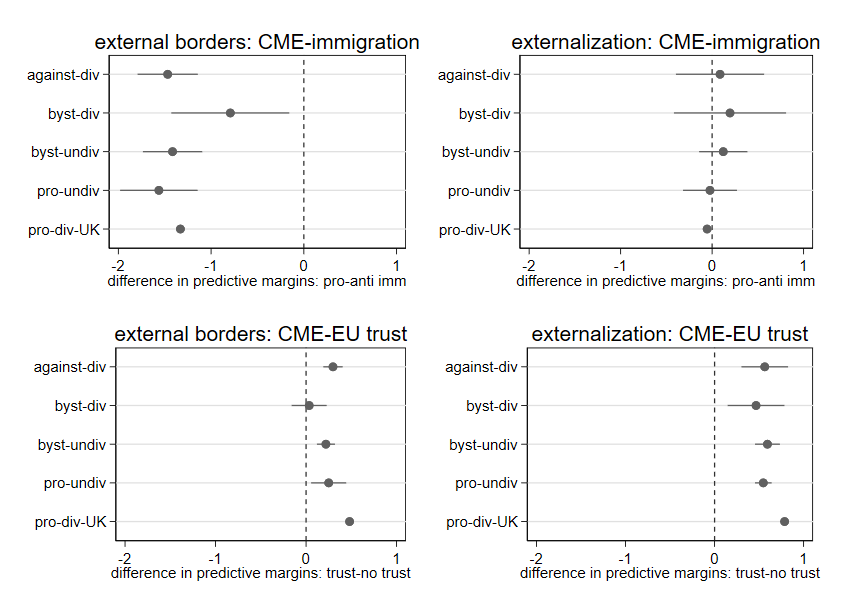 external borders: CME-immigration
against-div
byst-div
byst-undiv
pro-undiv
pro-div-UK
-2 -1 0 1
difference in predictive margins: pro-anti imm
externalization: CME-immigration
against-div
byst-div
byst-undiv
pro-undiv
pro-div-UK
-2 -1 0 1
difference in predictive margins: pro-anti imm
external borders: CME-EU trust
against-div
byst-div
byst-undiv
pro-undiv
pro-div-UK
-2 -1 0 1
difference in predictive margins: trust-no trust
externalization: CME-EU trust
against-div
byst-div
byst-undiv
pro-undiv
pro-div-UK
-2 -1 0 1
difference in predictive margins: trust-no trust